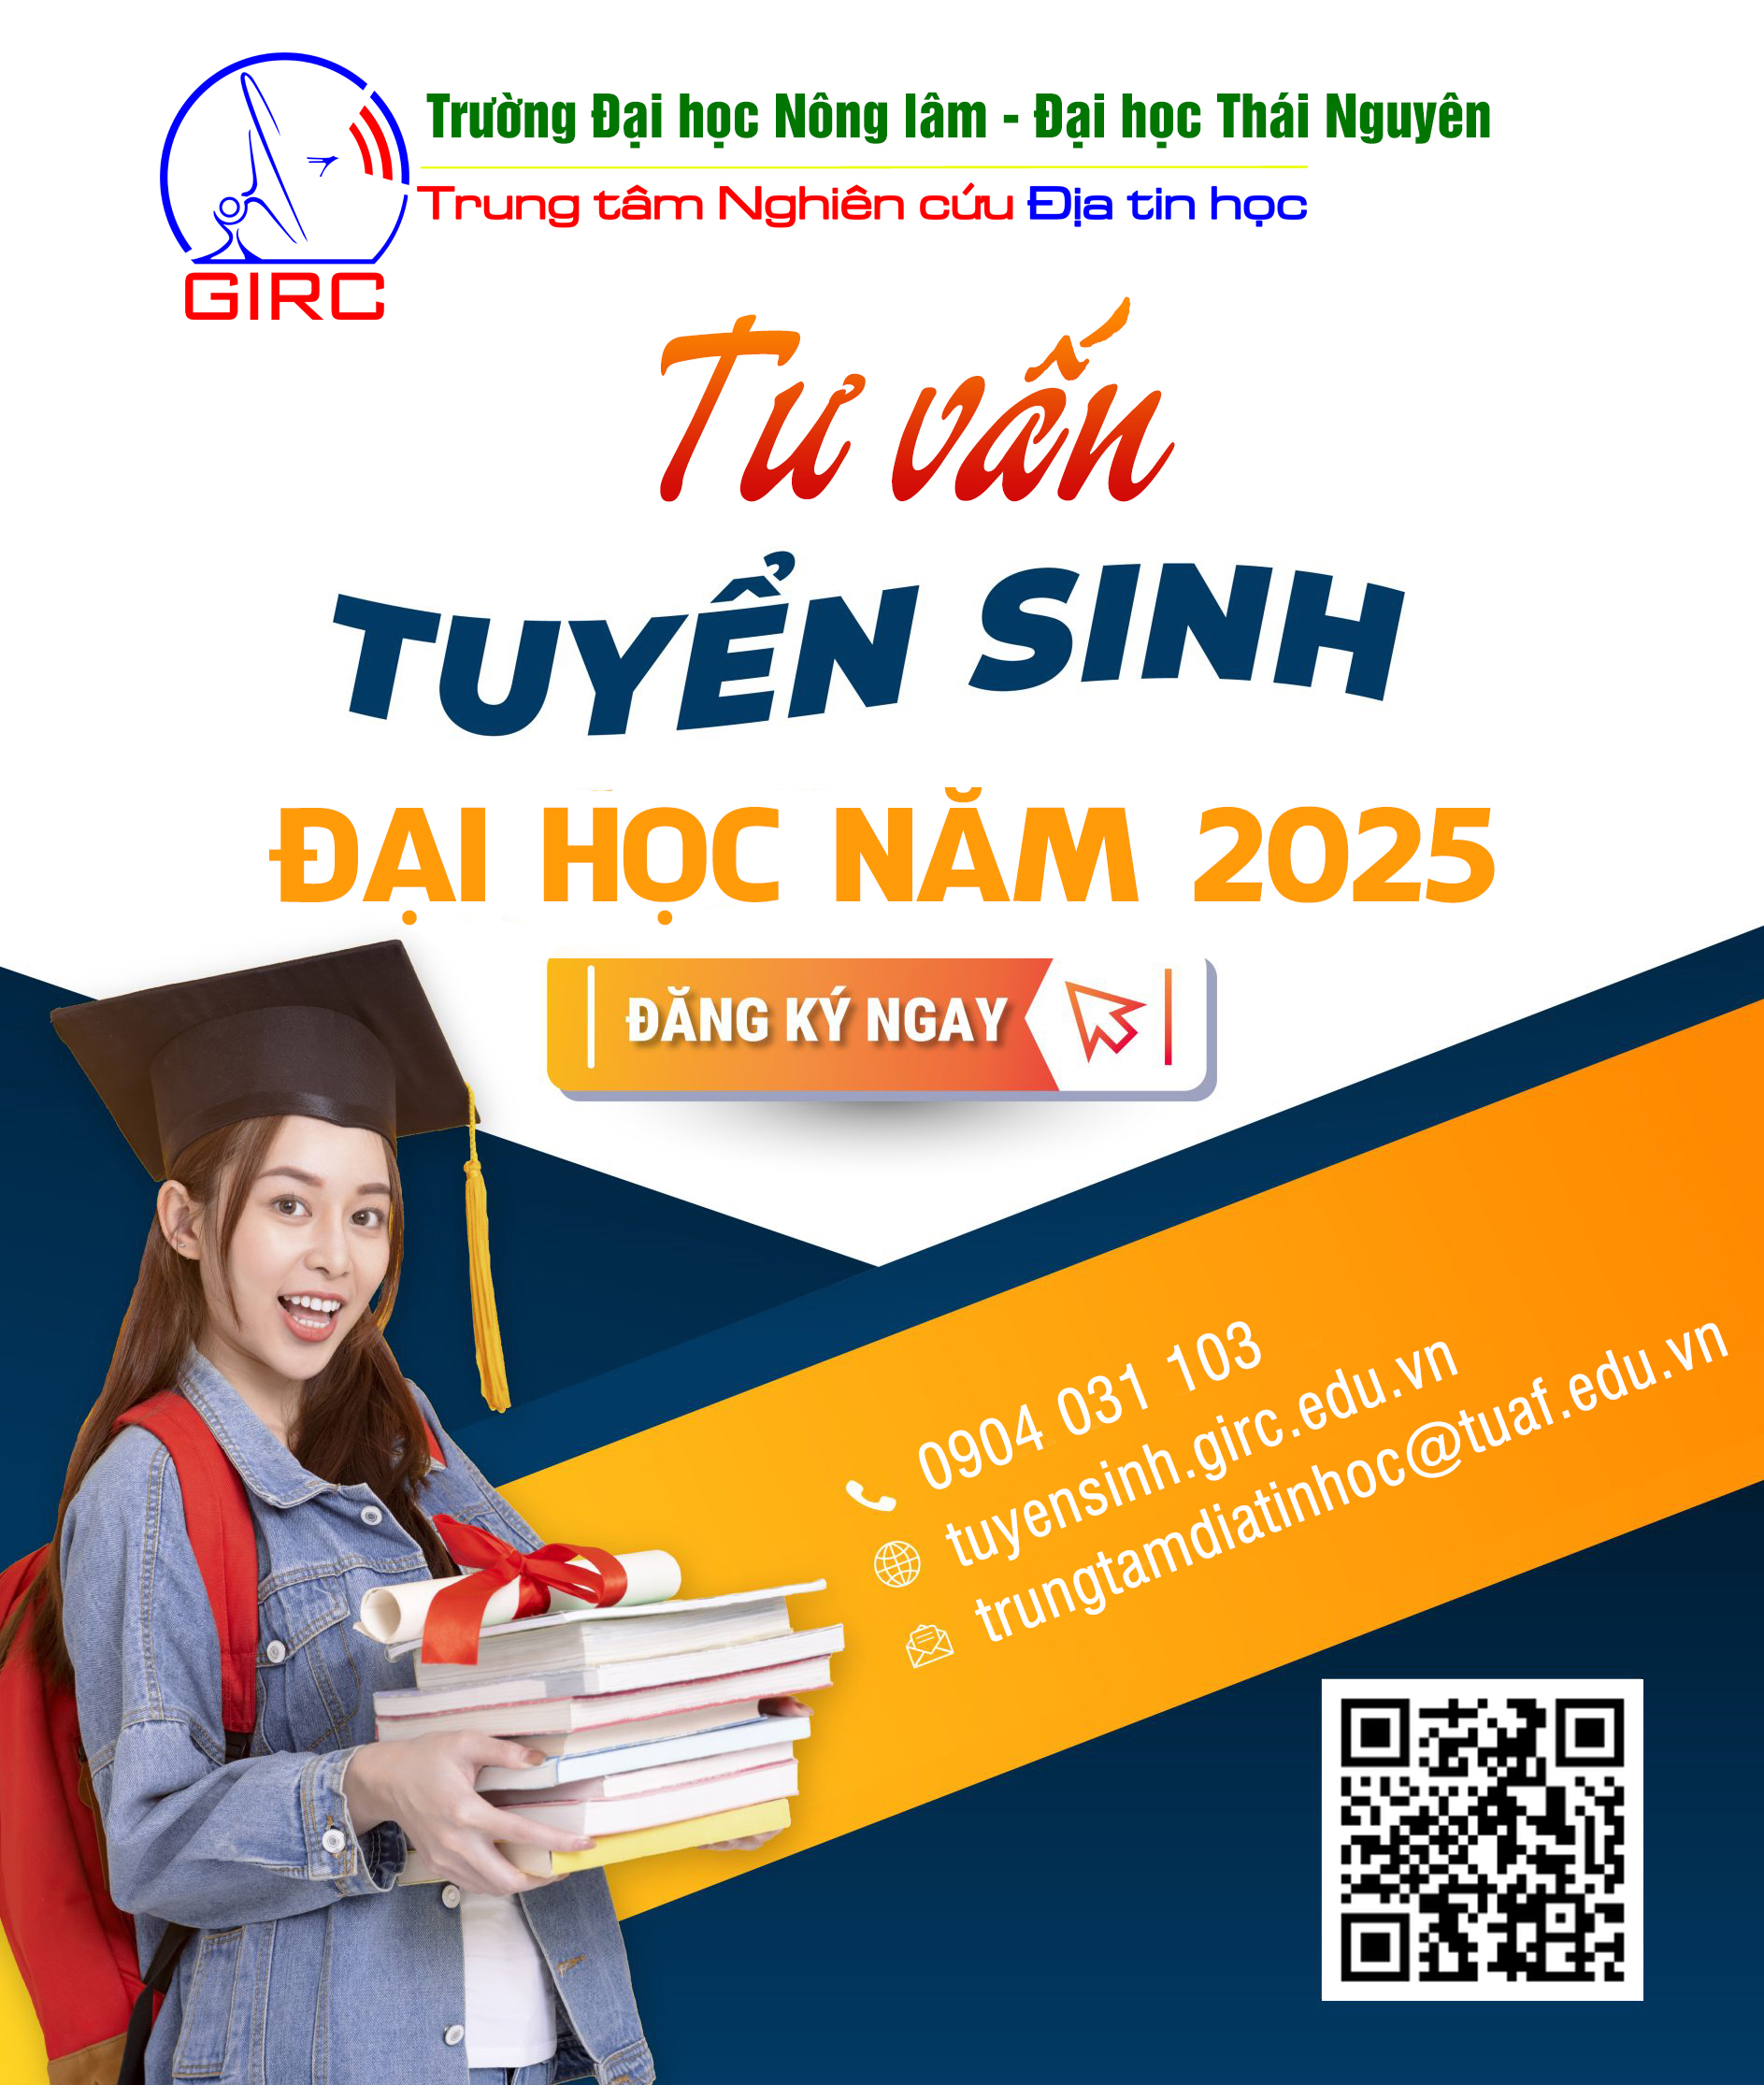 Trường Đại học Nông lâm - Đại học Thái Nguyên
Trung tâm Nghiên cứu Địa tin học
GIRC
Tư vấn
TUYỂN SINH
ĐẠI HỌC NĂM 2025
ĐĂNG KÝ NGAY
0904 031 103
tuyensinh.girc.edu.vn
trungtamdiatinhoc@tuaf.edu.vn